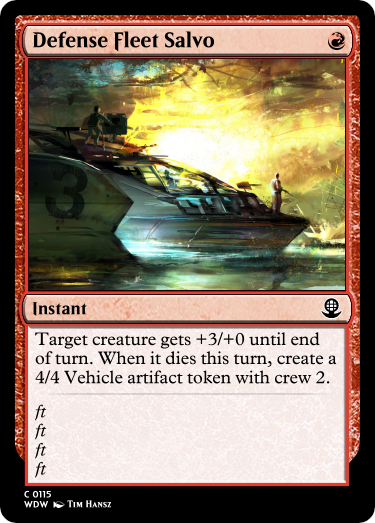 Defense Fleet Salvo
3
Instant
Target creature gets +3/+0 until end
of turn. When it dies this turn, create a
4/4 Vehicle artifact token with crew 2.
ft
ft
ft
ft
C 0115
WDW Tim Hansz